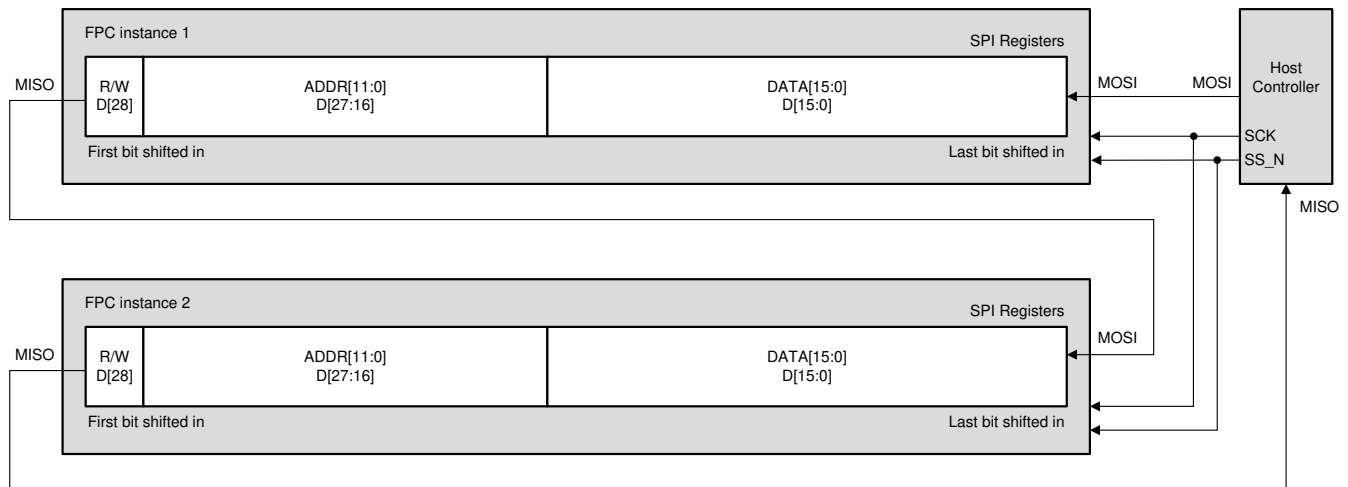 FPC instance 1
SPI Registers
MISO
R/W
D[28]
ADDR[11:0]
D[27:16]
DATA[15:0]
D[15:0]
MOSI
MOSI
Host
Controller
First bit shifted in
Last bit shifted in
SCK
SS_N
MISO
FPC instance 2
SPI Registers
MISO
R/W
D[28]
ADDR[11:0]
D[27:16]
DATA[15:0]
D[15:0]
MOSI
First bit shifted in
Last bit shifted in